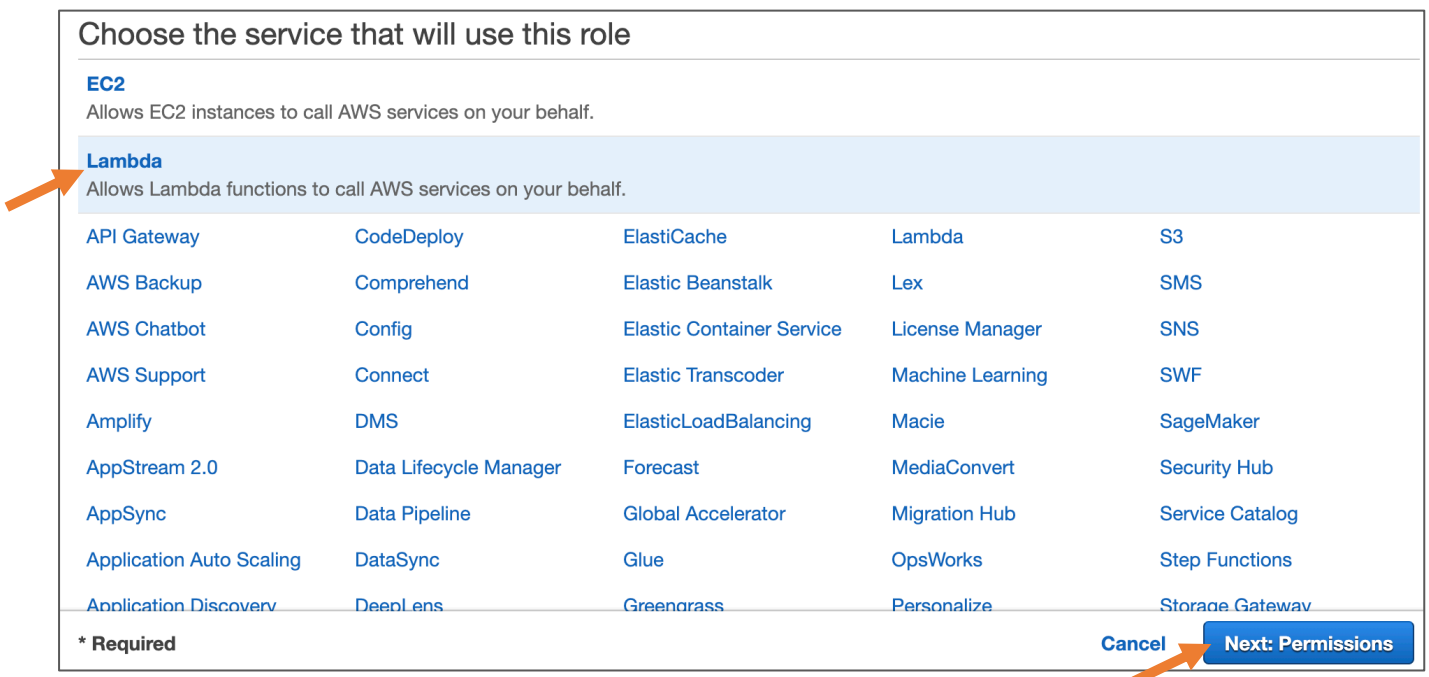 Choose the service that will use this role
EC2
Allows EC2 instances to call AWS services on your behalf.
Lambda
Allows Lambda functions to call AWS services on your behalf.
API Gateway CodeDeploy ElastiCache Lambda S3
AWS Backup Comprehend Elastic Beanstalk Lex SMS
AWS Chatbot Config Elastic Container Service License Manager SNS
AWS Support Connect Elastic Transcoder Machine Learning SWF
Amplify DMS ElasticLoadBalancing Macie SageMaker
AppStream 2.0 Data Lifecycle Manager Forecast MediaConvert Security Hub
AppSync Data Pipeline Global Accelerator Migration Hub Service Catalog
Application Auto Scaling DataSync Glue OpsWorks Step Functions
Application Discovery DeepLens Greengrass Personalize Storage Gateway
* Required Cancel Next: Permissions